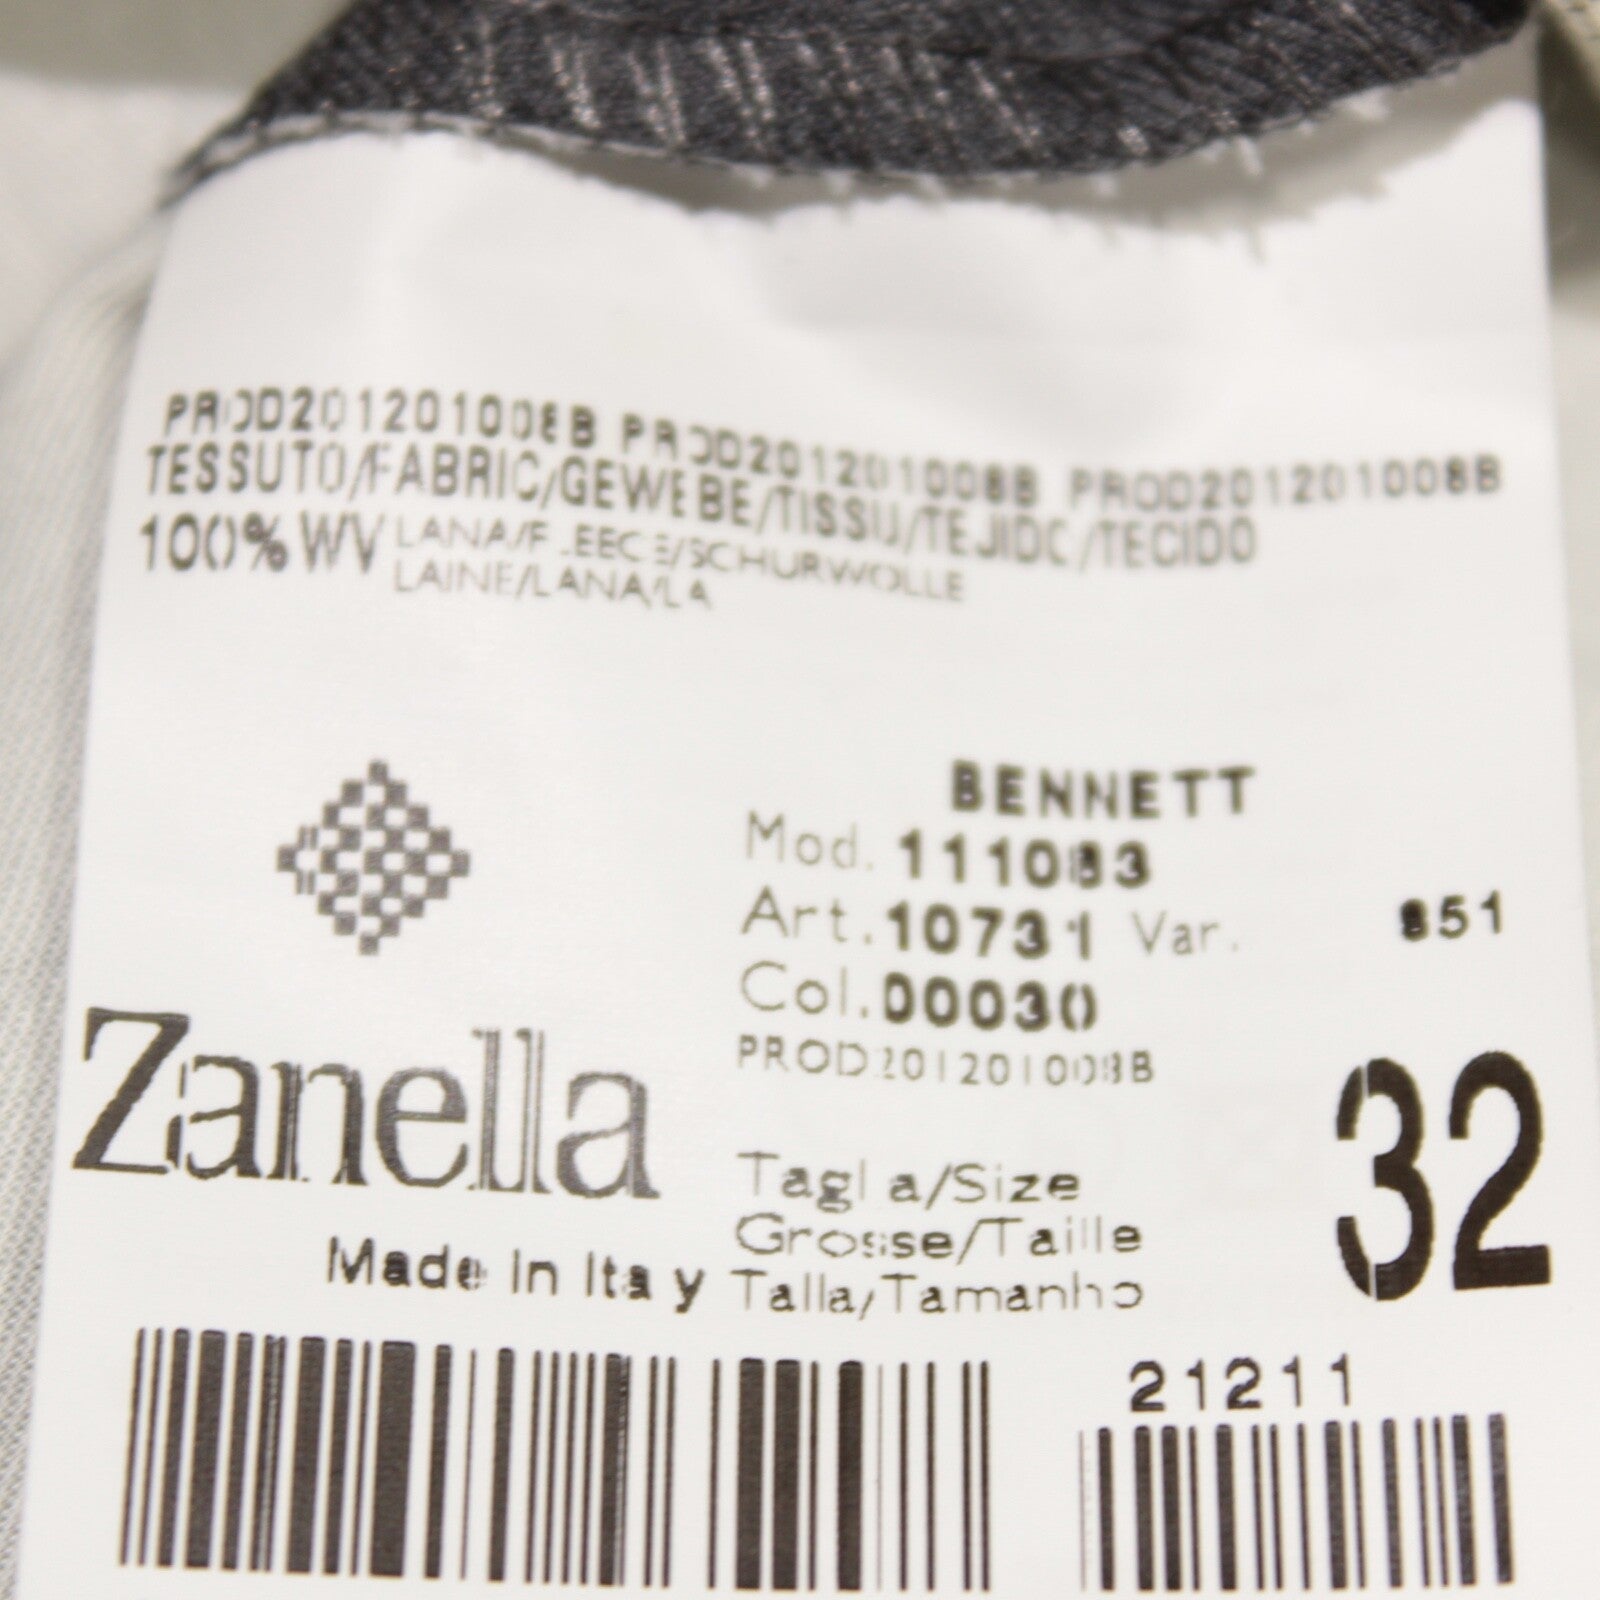 PROD201201008B PROD201201008B PROD201201008B
TESSUTO/FABRIC/GEWEBE/TISSU/TEJIDO/TECIDO
100% WV LANA/FLEECE/SCHURWOLLE
LAINE/LANA/LA
BENNETT
Mod. 111083
Art. 10731 Var. 851
Col. 00030
PROD201201008B
Zanella
Made in Italy
Taglia/Size
Grosse/Taille
Talla/Tamanho
32
21211